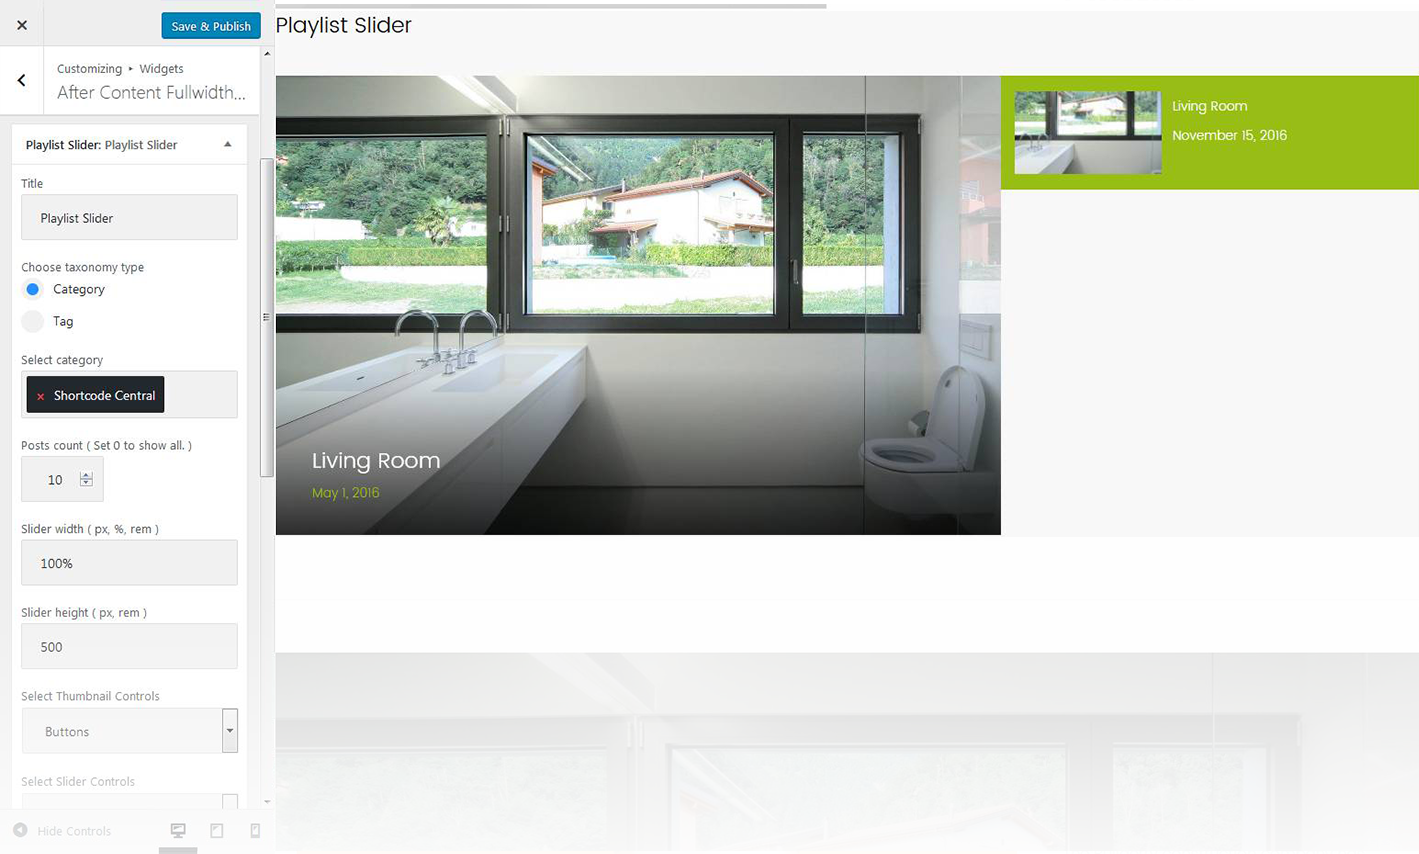 Save & Publish
Customizing ▸ Widgets
After Content Fullwidth...
Playlist Slider: Playlist Slider
Title
Playlist Slider
Choose taxonomy type
Category
Tag
Select category
× Shortcode Central
Posts count ( Set 0 to show all. )
10
Slider width ( px, %, rem )
100%
Slider height ( px, rem )
500
Select Thumbnail Controls
Buttons
Select Slider Controls
Hide Controls
Playlist Slider
Living Room
May 1, 2016
Living Room
November 15, 2016